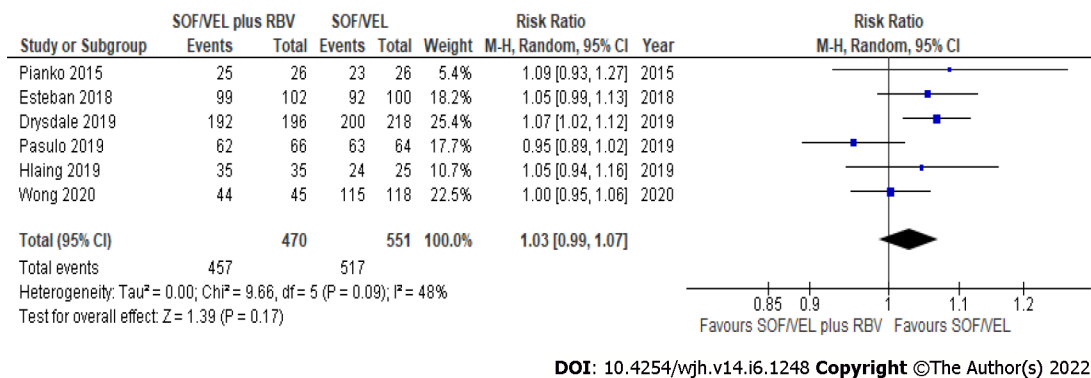 SOF/VEL plus RBV SOF/VEL Risk Ratio Risk Ratio
Study or Subgroup Events Total Events Total Weight M-H, Random, 95% CI Year M-H, Random, 95% CI
Pianko 2015 25 26 23 26 5.4% 1.09 [0.93, 1.27] 2015
Esteban 2018 99 102 92 100 18.2% 1.05 [0.99, 1.13] 2018
Drysdale 2019 192 196 200 218 25.4% 1.07 [1.02, 1.12] 2019
Pasulo 2019 62 66 63 64 17.7% 0.95 [0.89, 1.02] 2019
Hlaing 2019 35 35 24 25 10.7% 1.05 [0.94, 1.16] 2019
Wong 2020 44 45 115 118 22.5% 1.00 [0.95, 1.06] 2020
Total (95% CI) 470 551 100.0% 1.03 [0.99, 1.07]
Total events 457 517
Heterogeneity: Tau² = 0.00; Chi² = 9.66, df = 5 (P = 0.09); I² = 48%
Test for overall effect: Z = 1.39 (P = 0.17)
0.85 0.9 1 1.1 1.2
Favours SOF/VEL plus RBV Favours SOF/VEL
DOI: 10.4254/wjh.v14.i6.1248 Copyright ©The Author(s) 2022